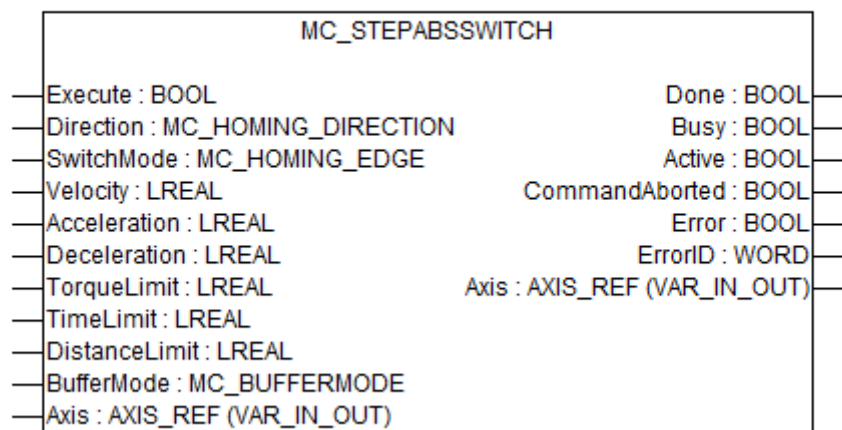 MC_STEPABSSWITCH
Execute : BOOL Done : BOOL
Direction : MC_HOMING_DIRECTION Busy : BOOL
SwitchMode : MC_HOMING_EDGE Active : BOOL
Velocity : LREAL CommandAborted : BOOL
Acceleration : LREAL Error : BOOL
Deceleration : LREAL ErrorID : WORD
TorqueLimit : LREAL Axis : AXIS_REF (VAR_IN_OUT)
TimeLimit : LREAL
DistanceLimit : LREAL
BufferMode : MC_BUFFERMODE
Axis : AXIS_REF (VAR_IN_OUT)